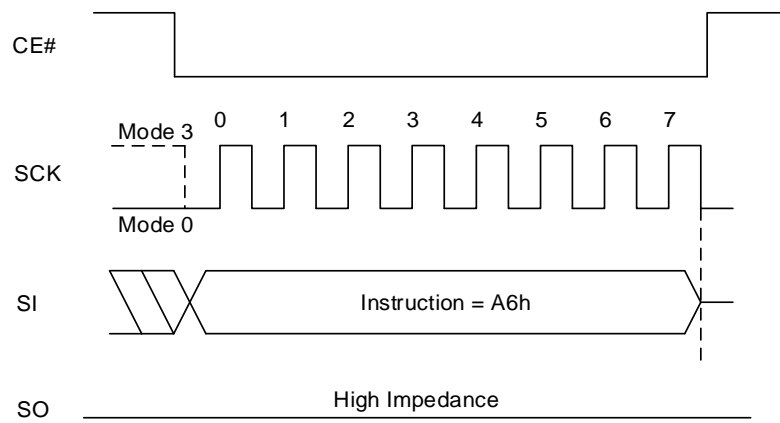 CE#
0 1 2 3 4 5 6 7
Mode 3
SCK
Mode 0
SI
Instruction = A6h
High Impedance
SO